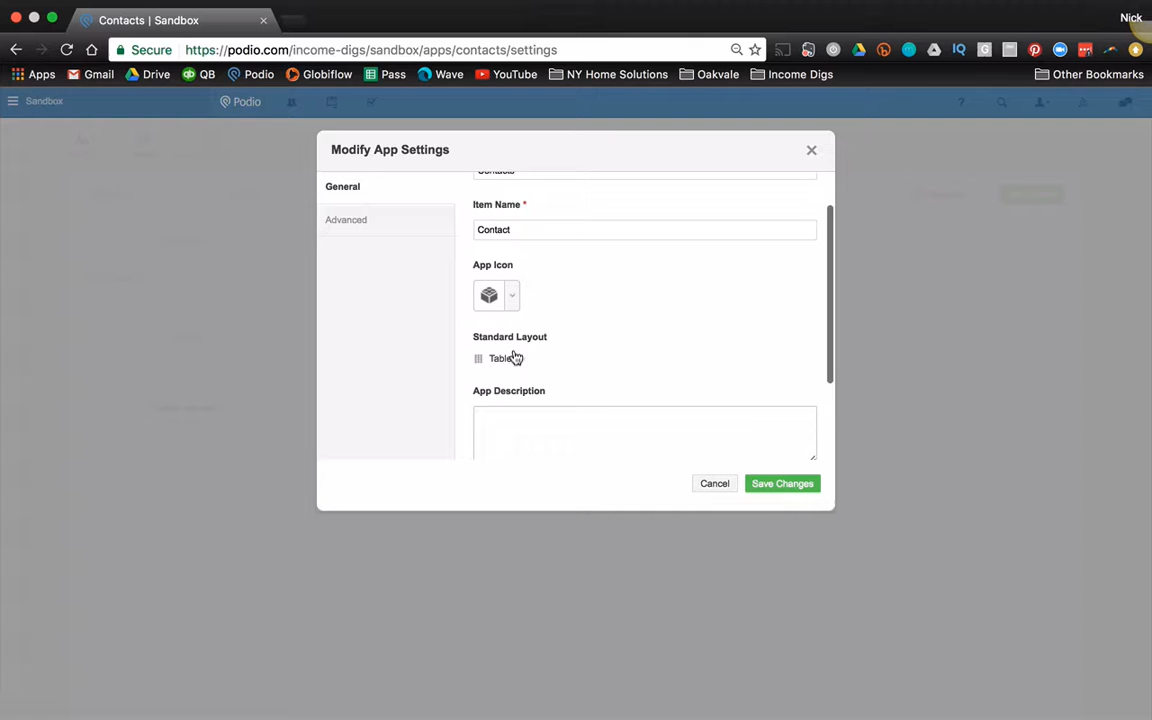 Contacts | Sandbox
Nick
Secure https://podio.com/income-digs/sandbox/apps/contacts/settings
Apps Gmail Drive QB Podio Globiflow Pass Wave YouTube NY Home Solutions Oakvale Income Digs Other Bookmarks
Sandbox Podio
Modify App Settings
General
Advanced
Contacts
Item Name *
Contact
App Icon
Standard Layout
Table
App Description
Cancel Save Changes